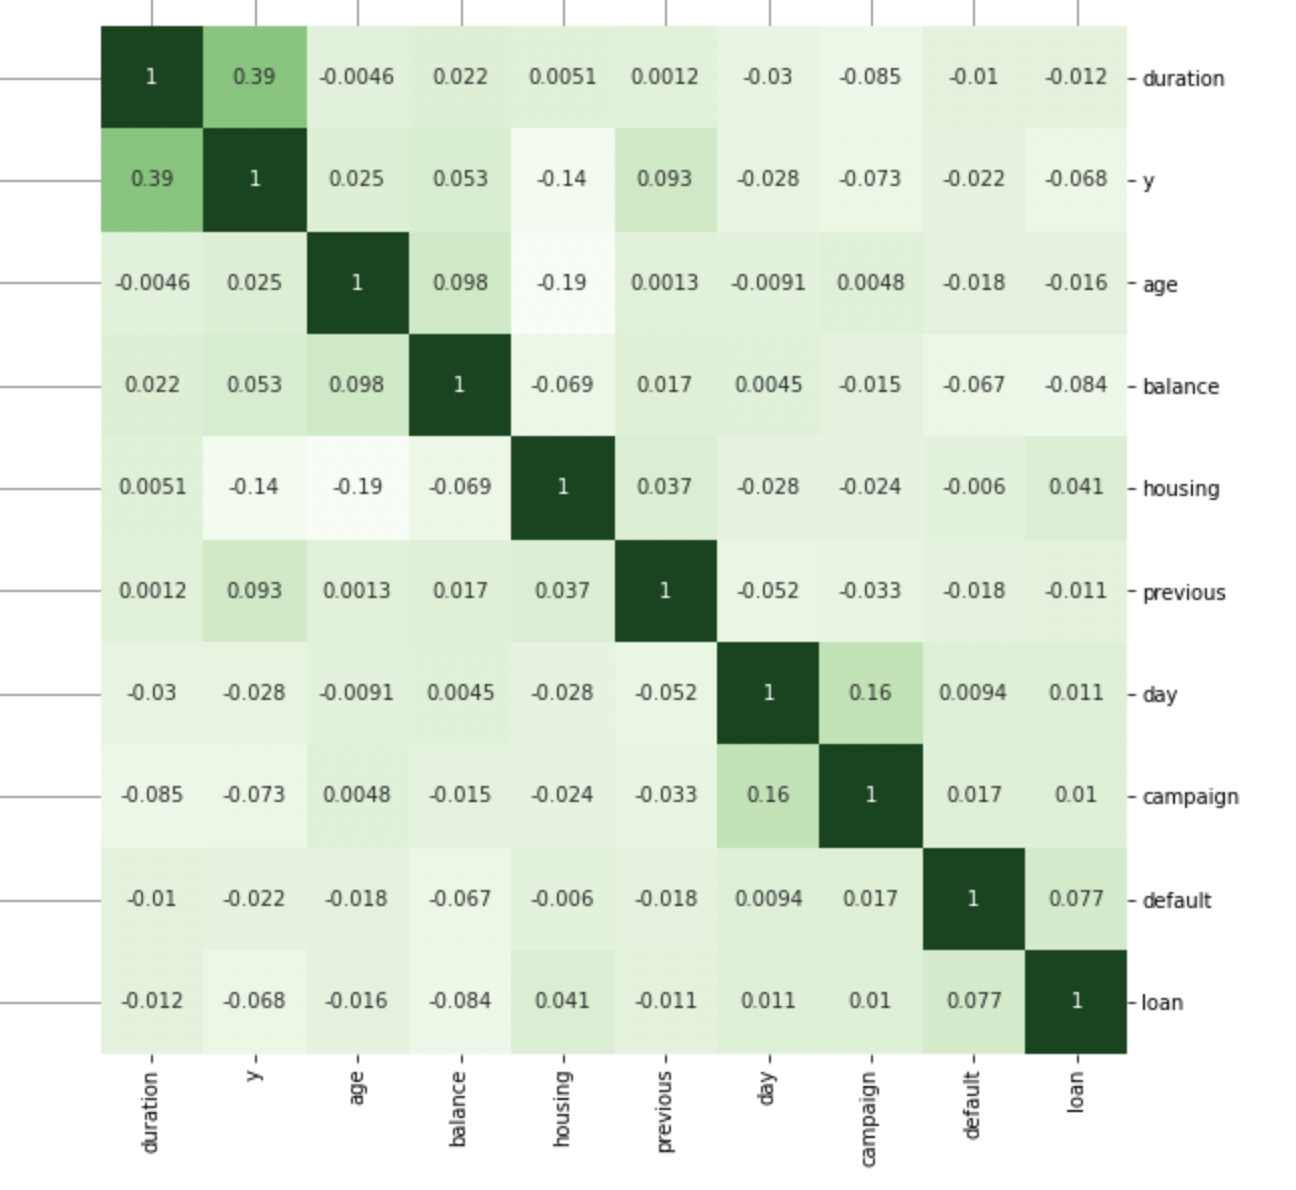 1 0.39 -0.0046 0.022 0.0051 0.0012 -0.03 -0.085 -0.01 -0.012 duration
0.39 1 0.025 0.053 -0.14 0.093 -0.028 -0.073 -0.022 -0.068 y
-0.0046 0.025 1 0.098 -0.19 0.0013 -0.0091 0.0048 -0.018 -0.016 age
0.022 0.053 0.098 1 -0.069 0.017 0.0045 -0.015 -0.067 -0.084 balance
0.0051 -0.14 -0.19 -0.069 1 0.037 -0.028 -0.024 -0.006 0.041 housing
0.0012 0.093 0.0013 0.017 0.037 1 -0.052 -0.033 -0.018 -0.011 previous
-0.03 -0.028 -0.0091 0.0045 -0.028 -0.052 1 0.16 0.0094 0.011 day
-0.085 -0.073 0.0048 -0.015 -0.024 -0.033 0.16 1 0.017 0.01 campaign
-0.01 -0.022 -0.018 -0.067 -0.006 -0.018 0.0094 0.017 1 0.077 default
-0.012 -0.068 -0.016 -0.084 0.041 -0.011 0.011 0.01 0.077 1 loan
duration y age balance housing previous day campaign default loan